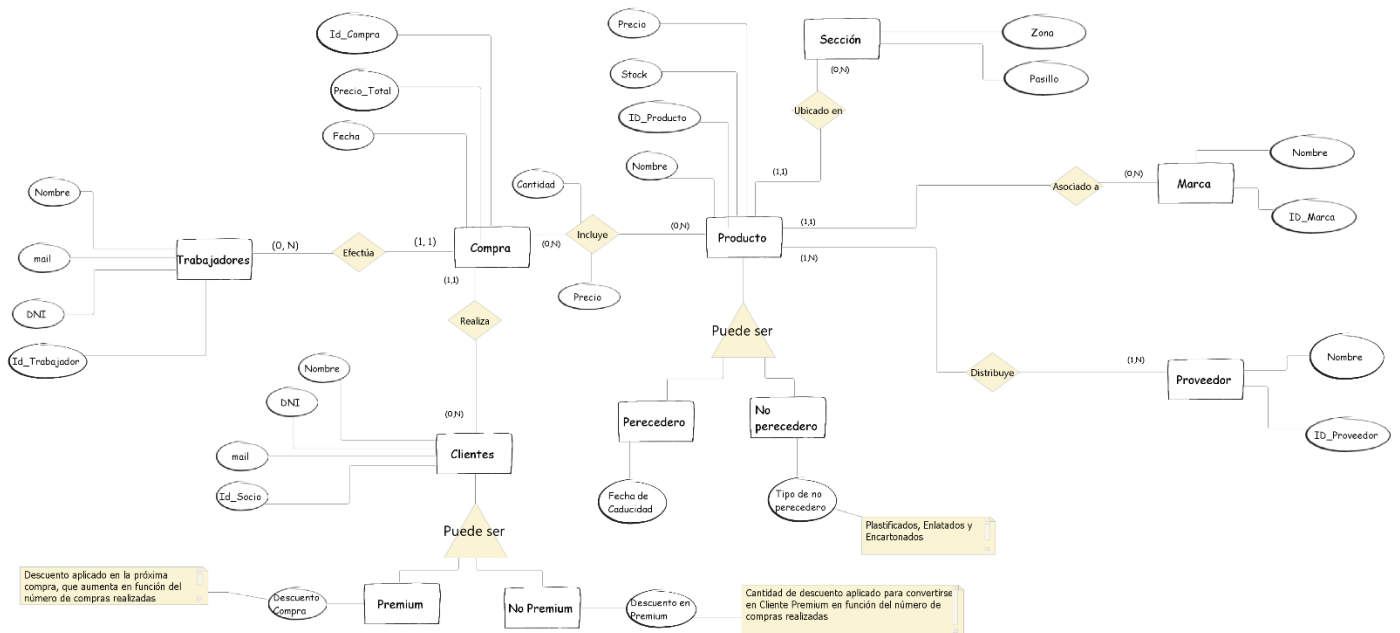 Id_Compra
Precio_Total
Fecha
Precio
Stock
ID_Producto
Nombre
Sección
Zona
Pasillo
(0,N)
Ubicado en
(1,1)
Nombre
mail
DNI
Id_Trabajador
Trabajadores
(0, N)
Efectúa
(1, 1)
Compra
(0,N)
Cantidad
Incluye
Precio
(0,N)
Producto
(1,1)
(1,N)
Asociado a
(0,N)
Marca
Nombre
ID_Marca
(1,1)
Realiza
(0,N)
Distribuye
(1,N)
Proveedor
Nombre
ID_Proveedor
Puede ser
Perecedero
No
perecedero
Fecha de
Caducidad
Tipo de no
perecedero
Plastificados, Enlatados y
Encartonados
Nombre
DNI
mail
Id_Socio
Clientes
Puede ser
Descuento aplicado en la próxima
compra, que aumenta en función del
número de compras realizadas
Descuento
Compra
Premium
No Premium
Descuento en
Premium
Cantidad de descuento aplicado para convertirse
en Cliente Premium en función del número de
compras realizadas